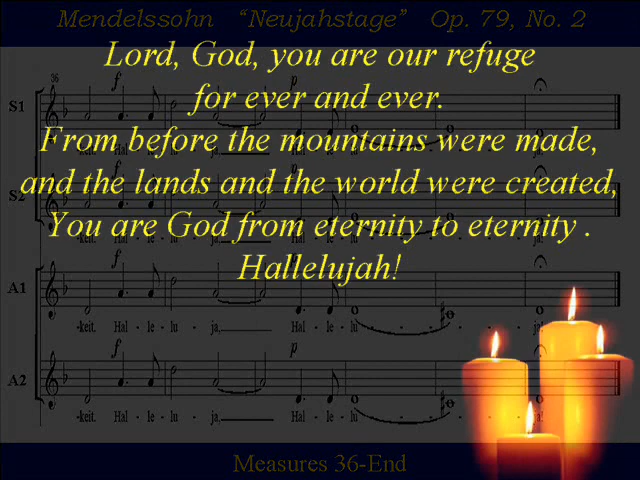 Mendelssohn "Neujahstage" Op. 79, No. 2
Lord, God, you are our refuge
for ever and ever.
From before the mountains were made,
and the lands and the world were created,
You are God from eternity to eternity .
Hallelujah!
36
f
p
S1
S2
A1
-keit. Hal - le - lu - ja, Hal - le - lu - - - - ja!
f
p
A2
-keit. Hal - le - lu - ja, Hal - le - lu - - - - ja!
Measures 36-End